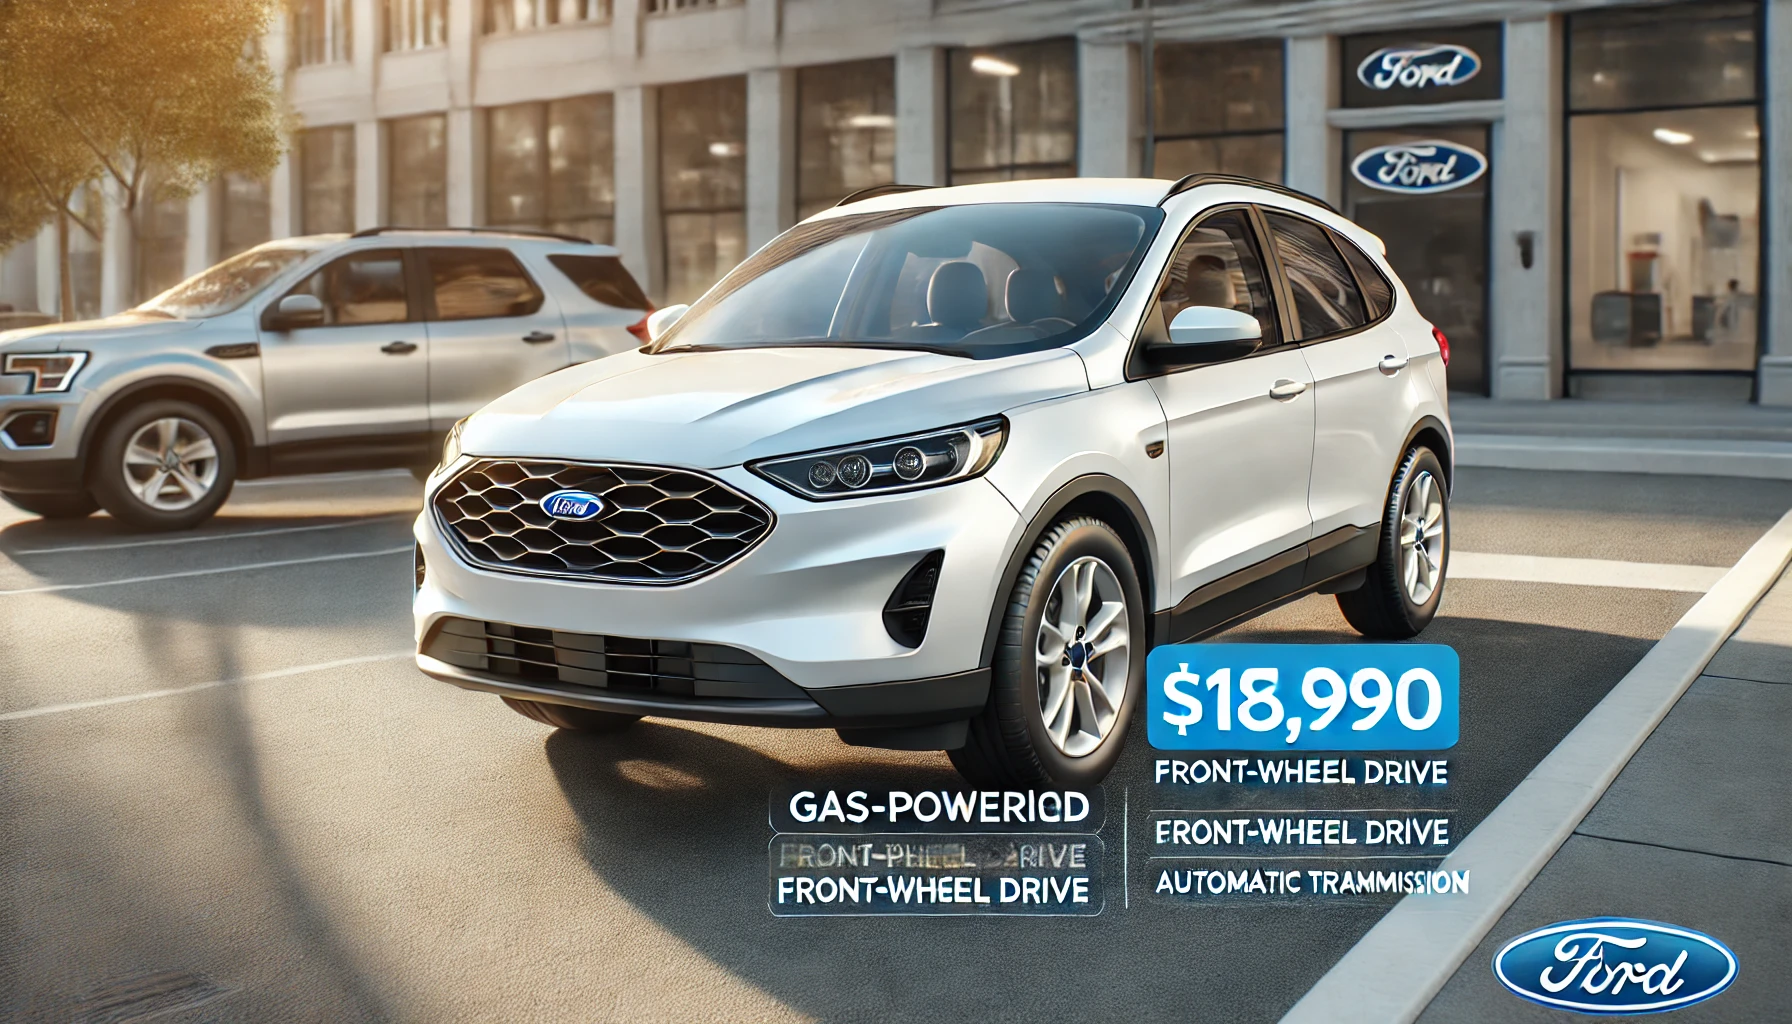 Ford
Ford
$18,990
FRONT-WHEEL DRIVE
GAS-POWERIOD
FRONT-WHEEL DRIVE
FRONT-WHEEL DRIVE
AUTOMATIC TRAMMISSION
Ford